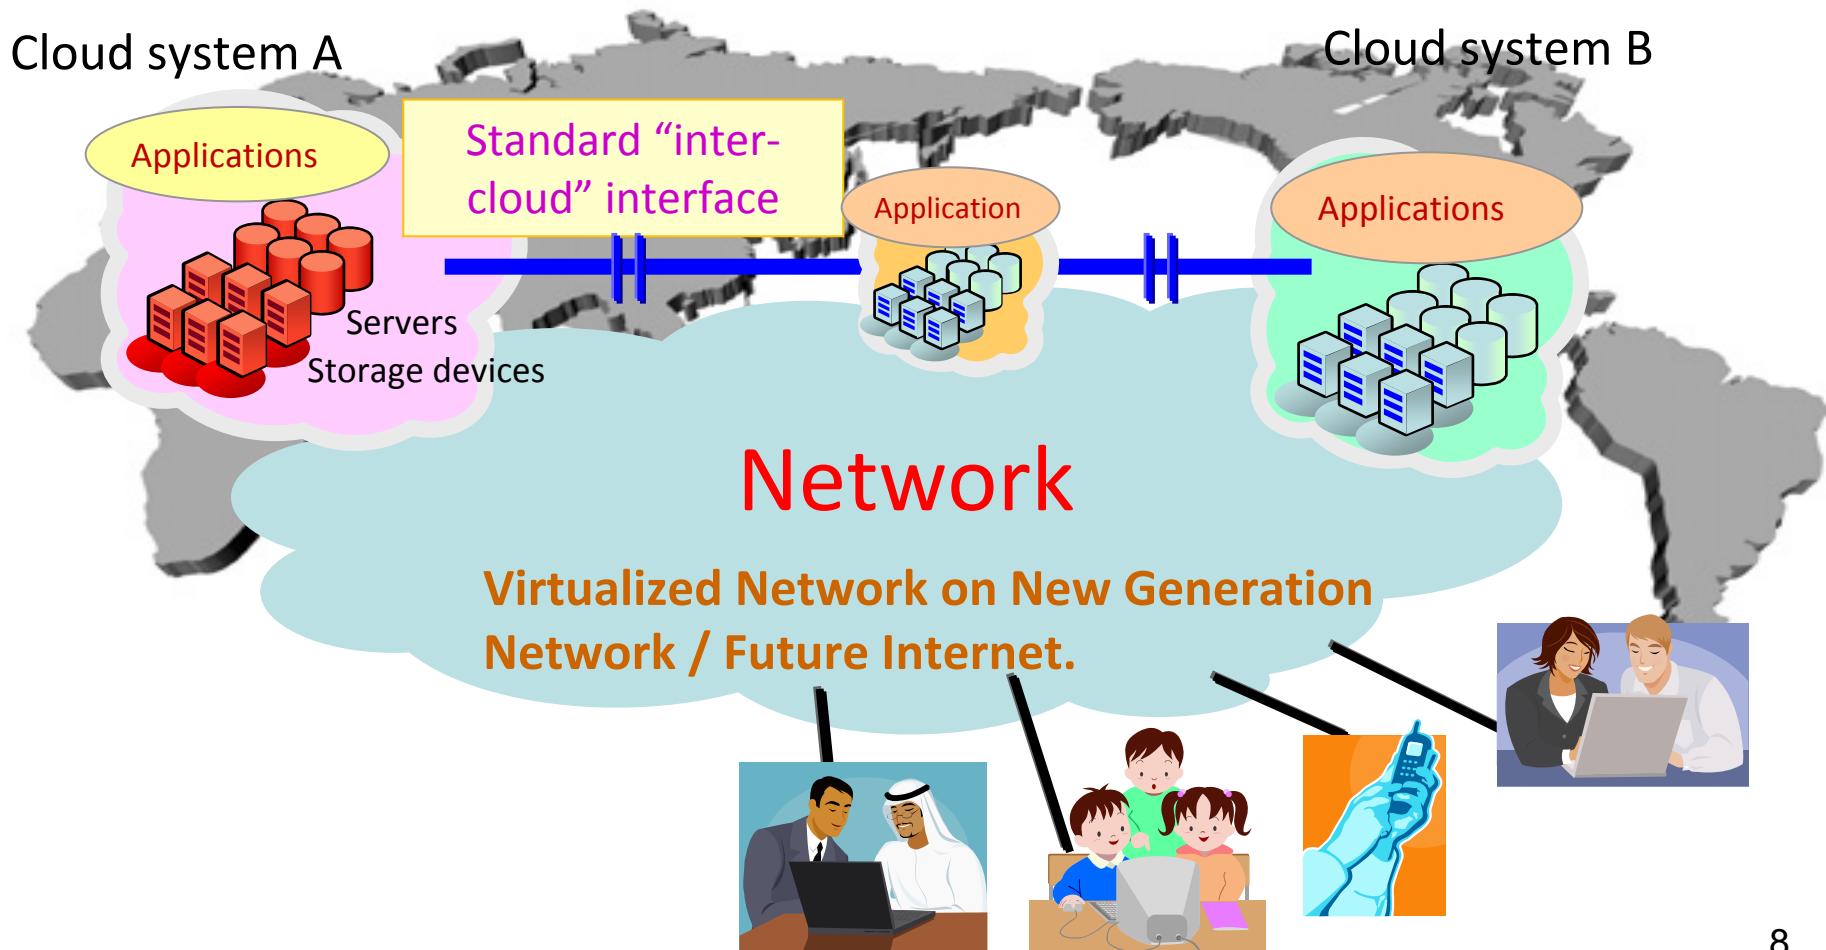 Cloud system A
Cloud system B
Applications
Standard “inter-
cloud” interface
Application
Applications
Servers
Storage devices
Network
Virtualized Network on New Generation
Network / Future Internet.
8